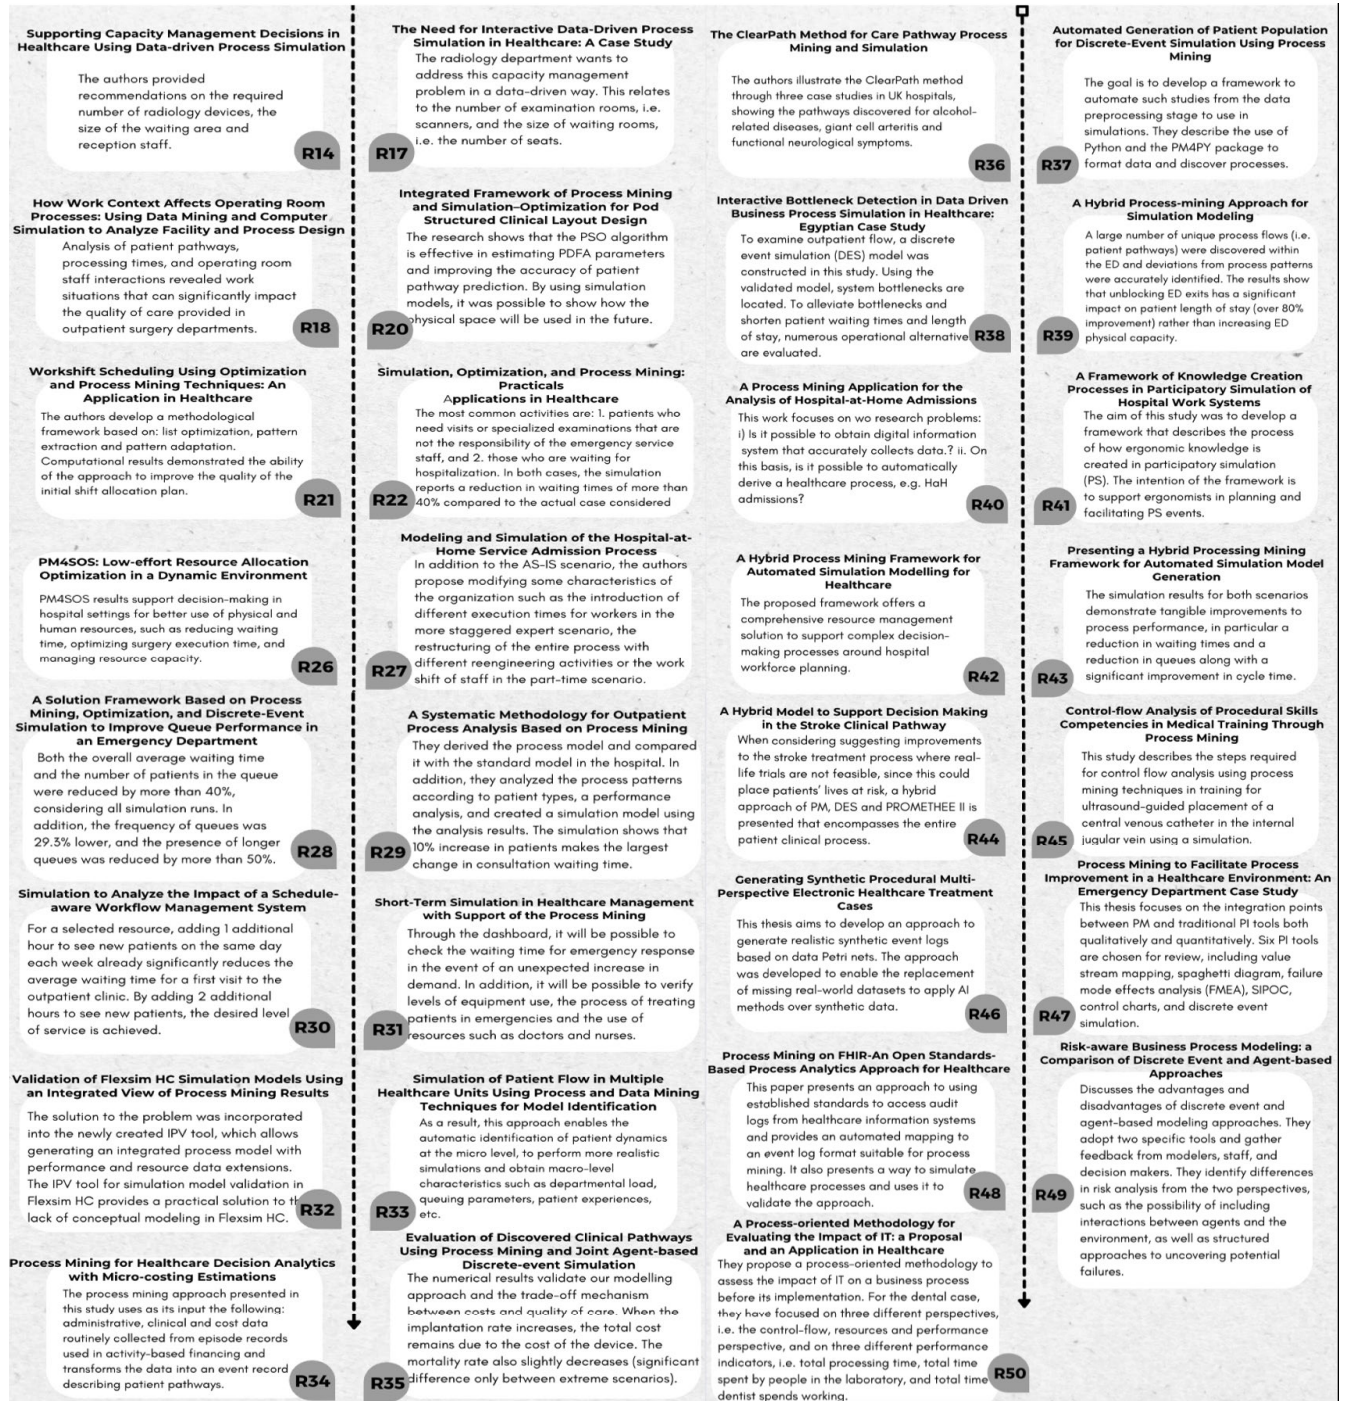 Supporting Capacity Management Decisions in
Healthcare Using Data-driven Process Simulation
The authors provided
recommendations on the required
number of radiology devices, the
size of the waiting area and
reception staff.
R14
The Need for Interactive Data-Driven Process
Simulation in Healthcare: A Case Study
The radiology department wants to
address this capacity management
problem in a data-driven way. This relates
to the number of examination rooms, i.e.
scanners, and the size of waiting rooms,
i.e. the number of seats.
R17
How Work Context Affects Operating Room
Processes: Using Data Mining and Computer
Simulation to Analyze Facility and Process Design
Analysis of patient pathways,
processing times, and operating room
staff interactions revealed work
situations that can significantly impact
the quality of care provided in
outpatient surgery departments.
R18
Integrated Framework of Process Mining
and Simulation–Optimization for Pod
Structured Clinical Layout Design
The research shows that the PSO algorithm
is effective in estimating PDFA parameters
and improving the accuracy of patient
pathway prediction. By using simulation
models, it was possible to show how the
physical space will be used in the future.
R20
Workshift Scheduling Using Optimization
and Process Mining Techniques: An
Application in Healthcare
The authors develop a methodological
framework based on: list optimization, pattern
extraction and pattern adaptation.
Computational results demonstrated the ability
of the approach to improve the quality of the
initial shift allocation plan.
R21
Simulation, Optimization, and Process Mining:
Practicals
Applications in Healthcare
The most common activities are: 1. patients who
need visits or specialized examinations that are
not the responsibility of the emergency service
staff, and 2. those who are waiting for
hospitalization. In both cases, the simulation
reports a reduction in waiting times of more than
40% compared to the actual case considered
R22
PM4SOS: Low-effort Resource Allocation
Optimization in a Dynamic Environment
PM4SOS results support decision-making in
hospital settings for better use of physical and
human resources, such as reducing waiting
time, optimizing surgery execution time, and
managing resource capacity.
R26
Modeling and Simulation of the Hospital-at-
Home Service Admission Process
In addition to the AS-IS scenario, the authors
propose modifying some characteristics of
the organization such as the introduction of
different execution times for workers in the
more staggered expert scenario, the
restructuring of the entire process with
different reengineering activities or the work
shift of staff in the part-time scenario.
R27
A Solution Framework Based on Process
Mining, Optimization, and Discrete-Event
Simulation to Improve Queue Performance in
an Emergency Department
Both the overall average waiting time
and the number of patients in the queue
were reduced by more than 40%,
considering all simulation runs. In
addition, the frequency of queues was
29.3% lower, and the presence of longer
queues was reduced by more than 50%.
R28
A Systematic Methodology for Outpatient
Process Analysis Based on Process Mining
They derived the process model and compared
it with the standard model in the hospital. In
addition, they analyzed the process patterns
according to patient types, a performance
analysis, and created a simulation model using
the analysis results. The simulation shows that
10% increase in patients makes the largest
change in consultation waiting time.
R29
Simulation to Analyze the Impact of a Schedule-
aware Workflow Management System
For a selected resource, adding 1 additional
hour to see new patients on the same day
each week already significantly reduces the
average waiting time for a first visit to the
outpatient clinic. By adding 2 additional
hours to see new patients, the desired level
of service is achieved.
R30
Short-Term Simulation in Healthcare Management
with Support of the Process Mining
Through the dashboard, it will be possible to
check the waiting time for emergency response
in the event of an unexpected increase in
demand. In addition, it will be possible to verify
levels of equipment use, the process of treating
patients in emergencies and the use of
resources such as doctors and nurses.
R31
Validation of Flexsim HC Simulation Models Using
an Integrated View of Process Mining Results
The solution to the problem was incorporated
into the newly created IPV tool, which allows
generating an integrated process model with
performance and resource data extensions.
The IPV tool for simulation model validation in
Flexsim HC provides a practical solution to the
lack of conceptual modeling in Flexsim HC.
R32
Simulation of Patient Flow in Multiple
Healthcare Units Using Process and Data Mining
Techniques for Model Identification
As a result, this approach enables the
automatic identification of patient dynamics
at the micro level, to perform more realistic
simulations and obtain macro-level
characteristics such as departmental load,
queuing parameters, patient experiences,
etc.
R33
Process Mining for Healthcare Decision Analytics
with Micro-costing Estimations
The process mining approach presented in
this study uses as its input the following:
administrative, clinical and cost data
routinely collected from episode records
used in activity-based financing and
transforms the data into an event record
describing patient pathways.
R34
Evaluation of Discovered Clinical Pathways
Using Process Mining and Joint Agent-based
Discrete-event Simulation
The numerical results validate our modelling
approach and the trade-off mechanism
between costs and quality of care. When the
implantation rate increases, the total cost
remains due to the cost of the device. The
mortality rate also slightly decreases (significant
difference only between extreme scenarios).
R35
The ClearPath Method for Care Pathway Process
Mining and Simulation
The authors illustrate the ClearPath method
through three case studies in UK hospitals,
showing the pathways discovered for alcohol-
related diseases, giant cell arteritis and
functional neurological symptoms.
R36
Automated Generation of Patient Population
for Discrete-Event Simulation Using Process
Mining
The goal is to develop a framework to
automate such studies from the data
preprocessing stage to use in
simulations. They describe the use of
Python and the PM4PY package to
format data and discover processes.
R37
Interactive Bottleneck Detection in Data Driven
Business Process Simulation in Healthcare:
Egyptian Case Study
To examine outpatient flow, a discrete
event simulation (DES) model was
constructed in this study. Using the
validated model, system bottlenecks are
located. To alleviate bottlenecks and
shorten patient waiting times and length
of stay, numerous operational alternative
are evaluated.
R38
A Hybrid Process-mining Approach for
Simulation Modeling
A large number of unique process flows (i.e.
patient pathways) were discovered within
the ED and deviations from process patterns
were accurately identified. The results show
that unblocking ED exits has a significant
impact on patient length of stay (over 80%
improvement) rather than increasing ED
physical capacity.
R39
A Process Mining Application for the
Analysis of Hospital-at-Home Admissions
This work focuses on wo research problems:
i) Is it possible to obtain digital information
system that accurately collects data.? ii. On
this basis, is it possible to automatically
derive a healthcare process, e.g. HaH
admissions?
R40
A Framework of Knowledge Creation
Processes in Participatory Simulation of
Hospital Work Systems
The aim of this study was to develop a
framework that describes the process
of how ergonomic knowledge is
created in participatory simulation
(PS). The intention of the framework is
to support ergonomists in planning and
facilitating PS events.
R41
A Hybrid Process Mining Framework for
Automated Simulation Modelling for
Healthcare
The proposed framework offers a
comprehensive resource management
solution to support complex decision-
making processes around hospital
workforce planning.
R42
Presenting a Hybrid Processing Mining
Framework for Automated Simulation Model
Generation
The simulation results for both scenarios
demonstrate tangible improvements to
process performance, in particular a
reduction in waiting times and a
reduction in queues along with a
significant improvement in cycle time.
R43
A Hybrid Model to Support Decision Making
in the Stroke Clinical Pathway
When considering suggesting improvements
to the stroke treatment process where real-
life trials are not feasible, since this could
place patients' lives at risk, a hybrid
approach of PM, DES and PROMETHEE II is
presented that encompasses the entire
patient clinical process.
R44
Control-flow Analysis of Procedural Skills
Competencies in Medical Training Through
Process Mining
This study describes the steps required
for control flow analysis using process
mining techniques in training for
ultrasound-guided placement of a
central venous catheter in the internal
jugular vein using a simulation.
R45
Generating Synthetic Procedural Multi-
Perspective Electronic Healthcare Treatment
Cases
This thesis aims to develop an approach to
generate realistic synthetic event logs
based on data Petri nets. The approach
was developed to enable the replacement
of missing real-world datasets to apply AI
methods over synthetic data.
R46
Process Mining to Facilitate Process
Improvement in a Healthcare Environment: An
Emergency Department Case Study
This thesis focuses on the integration points
between PM and traditional PI tools both
qualitatively and quantitatively. Six PI tools
are chosen for review, including value
stream mapping, spaghetti diagram, failure
mode effects analysis (FMEA), SIPOC,
control charts, and discrete event
simulation.
R47
Process Mining on FHIR-An Open Standards-
Based Process Analytics Approach for Healthcare
This paper presents an approach to using
established standards to access audit
logs from healthcare information systems
and provides an automated mapping to
an event log format suitable for process
mining. It also presents a way to simulate
healthcare processes and uses it to
validate the approach.
R48
Risk-aware Business Process Modeling: a
Comparison of Discrete Event and Agent-based
Approaches
Discusses the advantages and
disadvantages of discrete event and
agent-based modeling approaches. They
adopt two specific tools and gather
feedback from modelers, staff, and
decision makers. They identify differences
in risk analysis from the two perspectives,
such as the possibility of including
interactions between agents and the
environment, as well as structured
approaches to uncovering potential
failures.
R49
A Process-oriented Methodology for
Evaluating the Impact of IT: a Proposal
and an Application in Healthcare
They propose a process-oriented methodology to
assess the impact of IT on a business process
before its implementation. For the dental case,
they have focused on three different perspectives,
i.e. the control-flow, resources and performance
perspective, and on three different performance
indicators, i.e. total processing time, total time
spent by people in the laboratory, and total time
dentist spends working.
R50